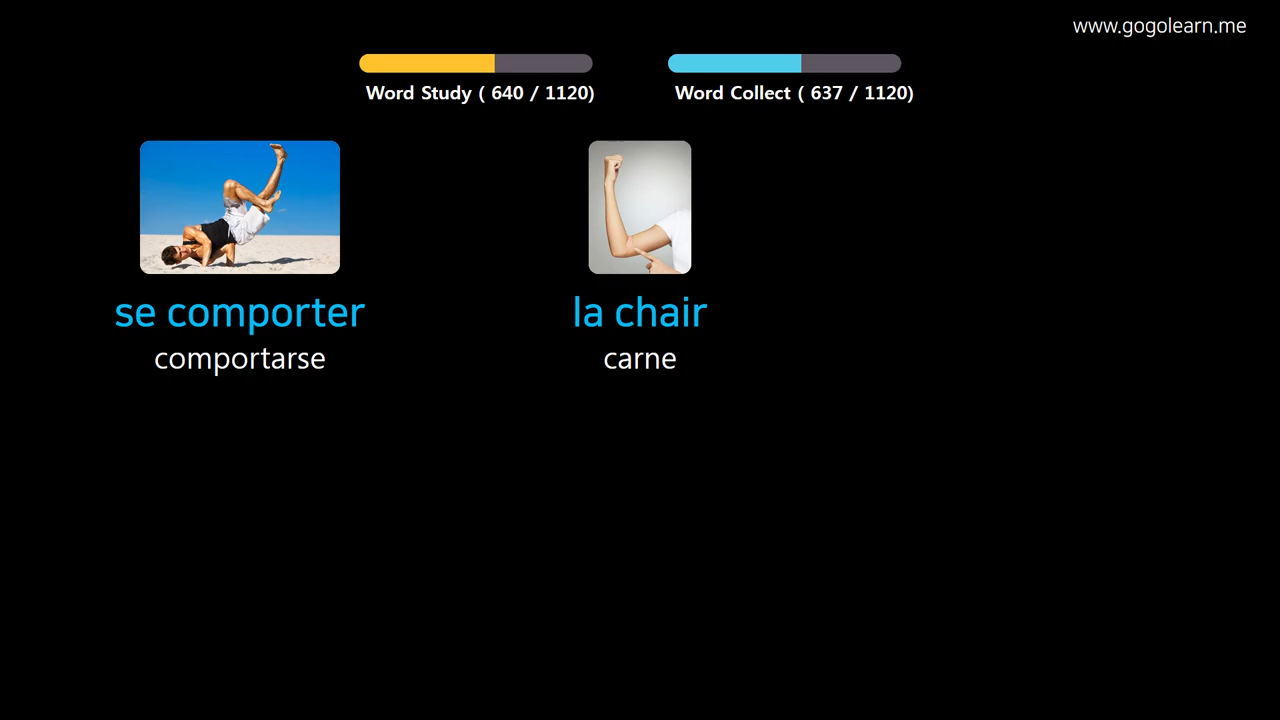 www.gogolearn.me
Word Study ( 640 / 1120)
Word Collect ( 637 / 1120)
se comporter
la chair
comportarse
carne